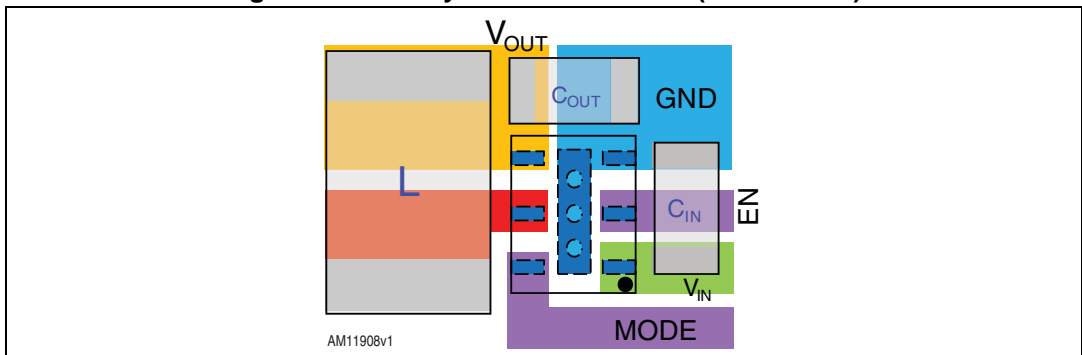 VOUT
COUT
GND
L
CIN
EN
VIN
MODE
AM11908v1